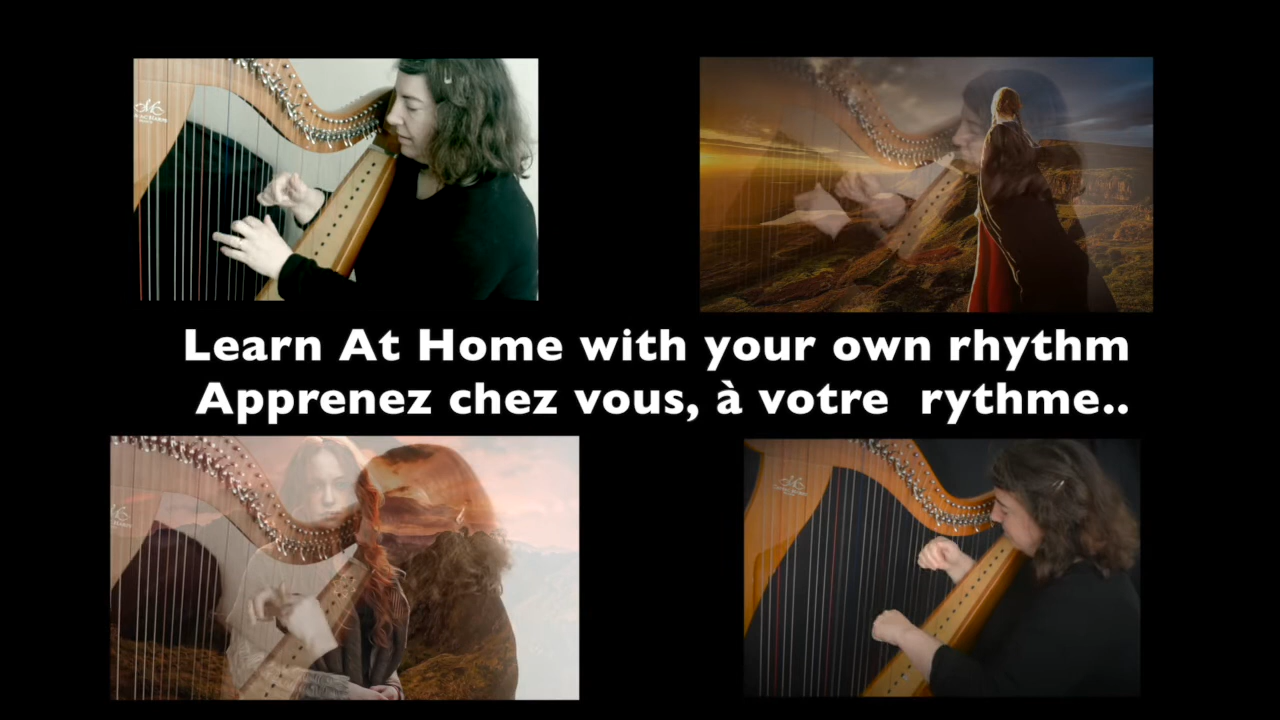 Learn At Home with your own rhythm
Apprenez chez vous, à votre  rythme..